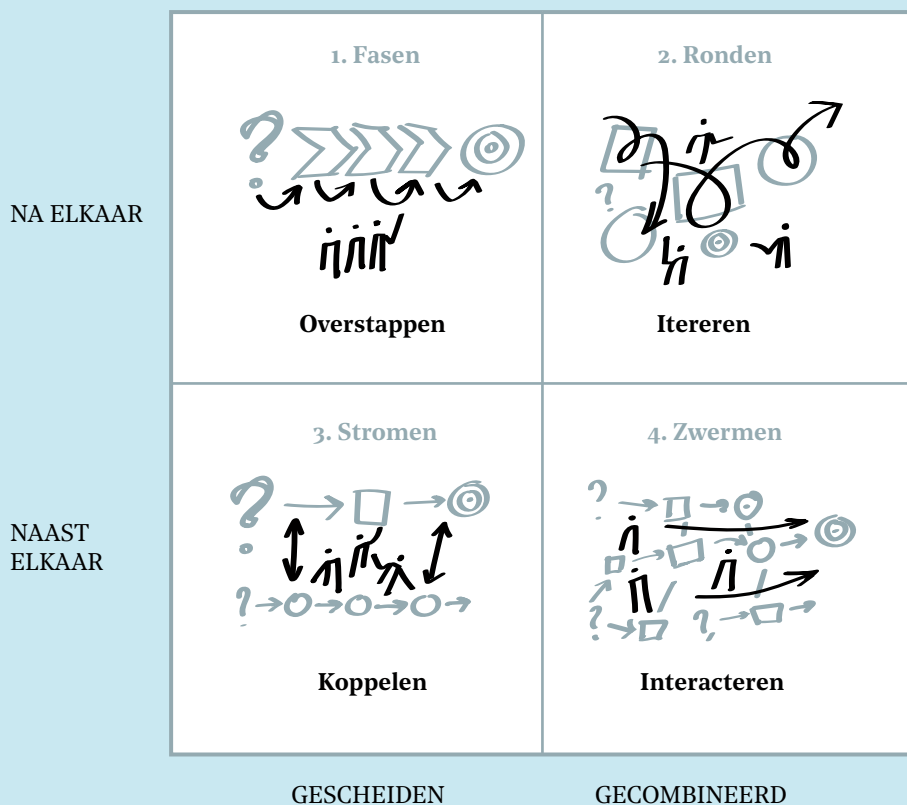 1. Fasen
2. Ronden
?
?
NA ELKAAR
Overstappen
Itereren
3. Stromen
4. Zwermen
?
?
NAAST
ELKAAR
?
?
?
Koppelen
Interacteren
GESCHEIDEN
GECOMBINEERD